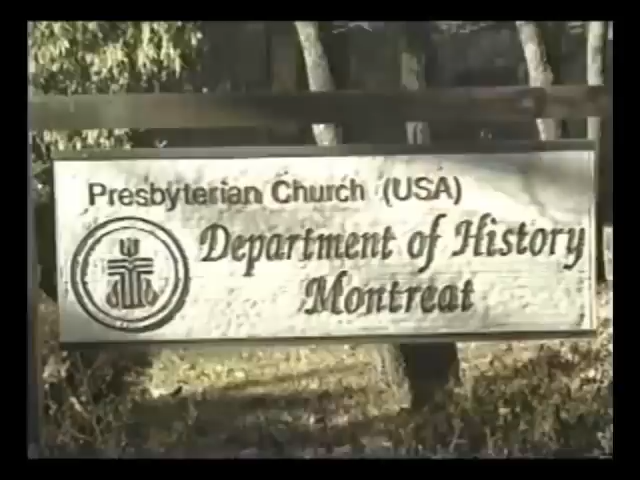 Presbyterian Church (USA)
Department of History
Montreat